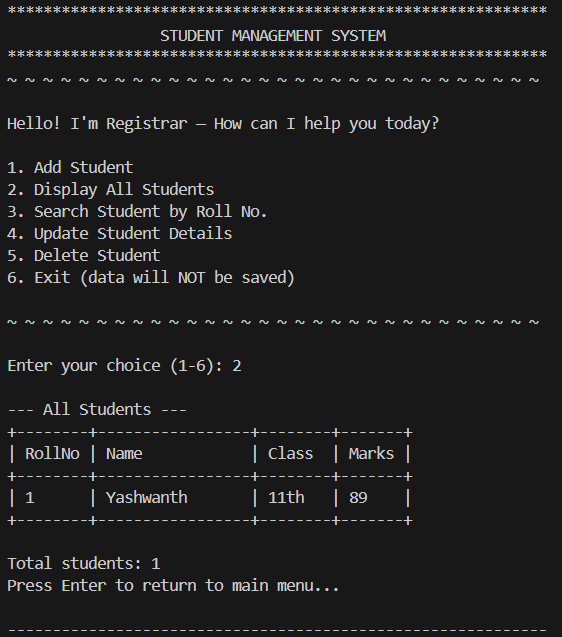 ************************************************************
STUDENT MANAGEMENT SYSTEM
************************************************************
~ ~ ~ ~ ~ ~ ~ ~ ~ ~ ~ ~ ~ ~ ~ ~ ~ ~ ~ ~ ~ ~ ~ ~ ~ ~ ~ ~ ~ ~
Hello! I'm Registrar — How can I help you today?
1. Add Student
2. Display All Students
3. Search Student by Roll No.
4. Update Student Details
5. Delete Student
6. Exit (data will NOT be saved)
~ ~ ~ ~ ~ ~ ~ ~ ~ ~ ~ ~ ~ ~ ~ ~ ~ ~ ~ ~ ~ ~ ~ ~ ~ ~ ~ ~ ~ ~
Enter your choice (1-6): 2
--- All Students ---
+--------+-----------------+--------+-------+
| RollNo | Name            | Class  | Marks |
+--------+-----------------+--------+-------+
| 1      | Yashwanth       | 11th   | 89    |
+--------+-----------------+--------+-------+
Total students: 1
Press Enter to return to main menu...
------------------------------------------------------------